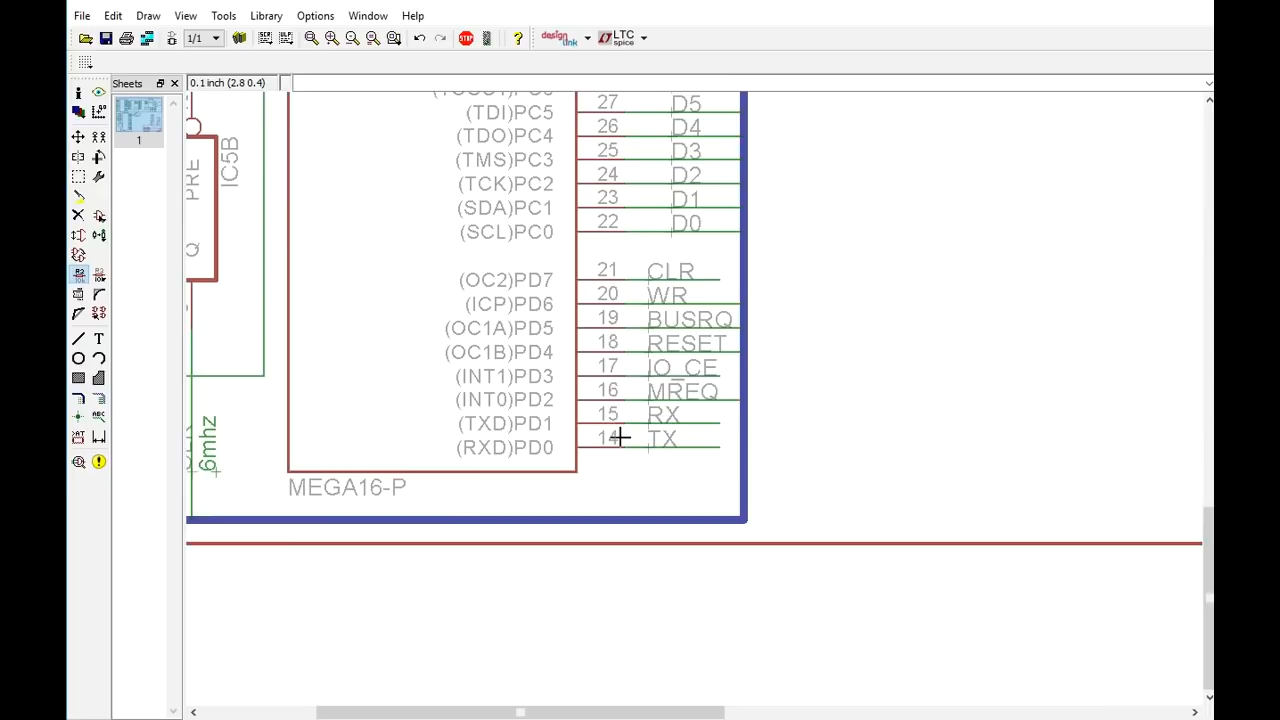 File Edit Draw View Tools Library Options Window Help
1/1 design link LTC spice
Sheets 0.1 inch (2.8 0.4)
1
27 D5
(TDI)PC5
26 D4
(TDO)PC4
25 D3
(TMS)PC3
24 D2
(TCK)PC2
23 D1
(SDA)PC1
22 D0
(SCL)PC0
21 CLR
(OC2)PD7
20 WR
(ICP)PD6
19 BUSRQ
(OC1A)PD5
18 RESET
(OC1B)PD4
17 IO_CE
(INT1)PD3
16 MREQ
(INT0)PD2
15 RX
(TXD)PD1
14 TX
(RXD)PD0
MEGA16-P
PRE
Q
IC5B
6mhz